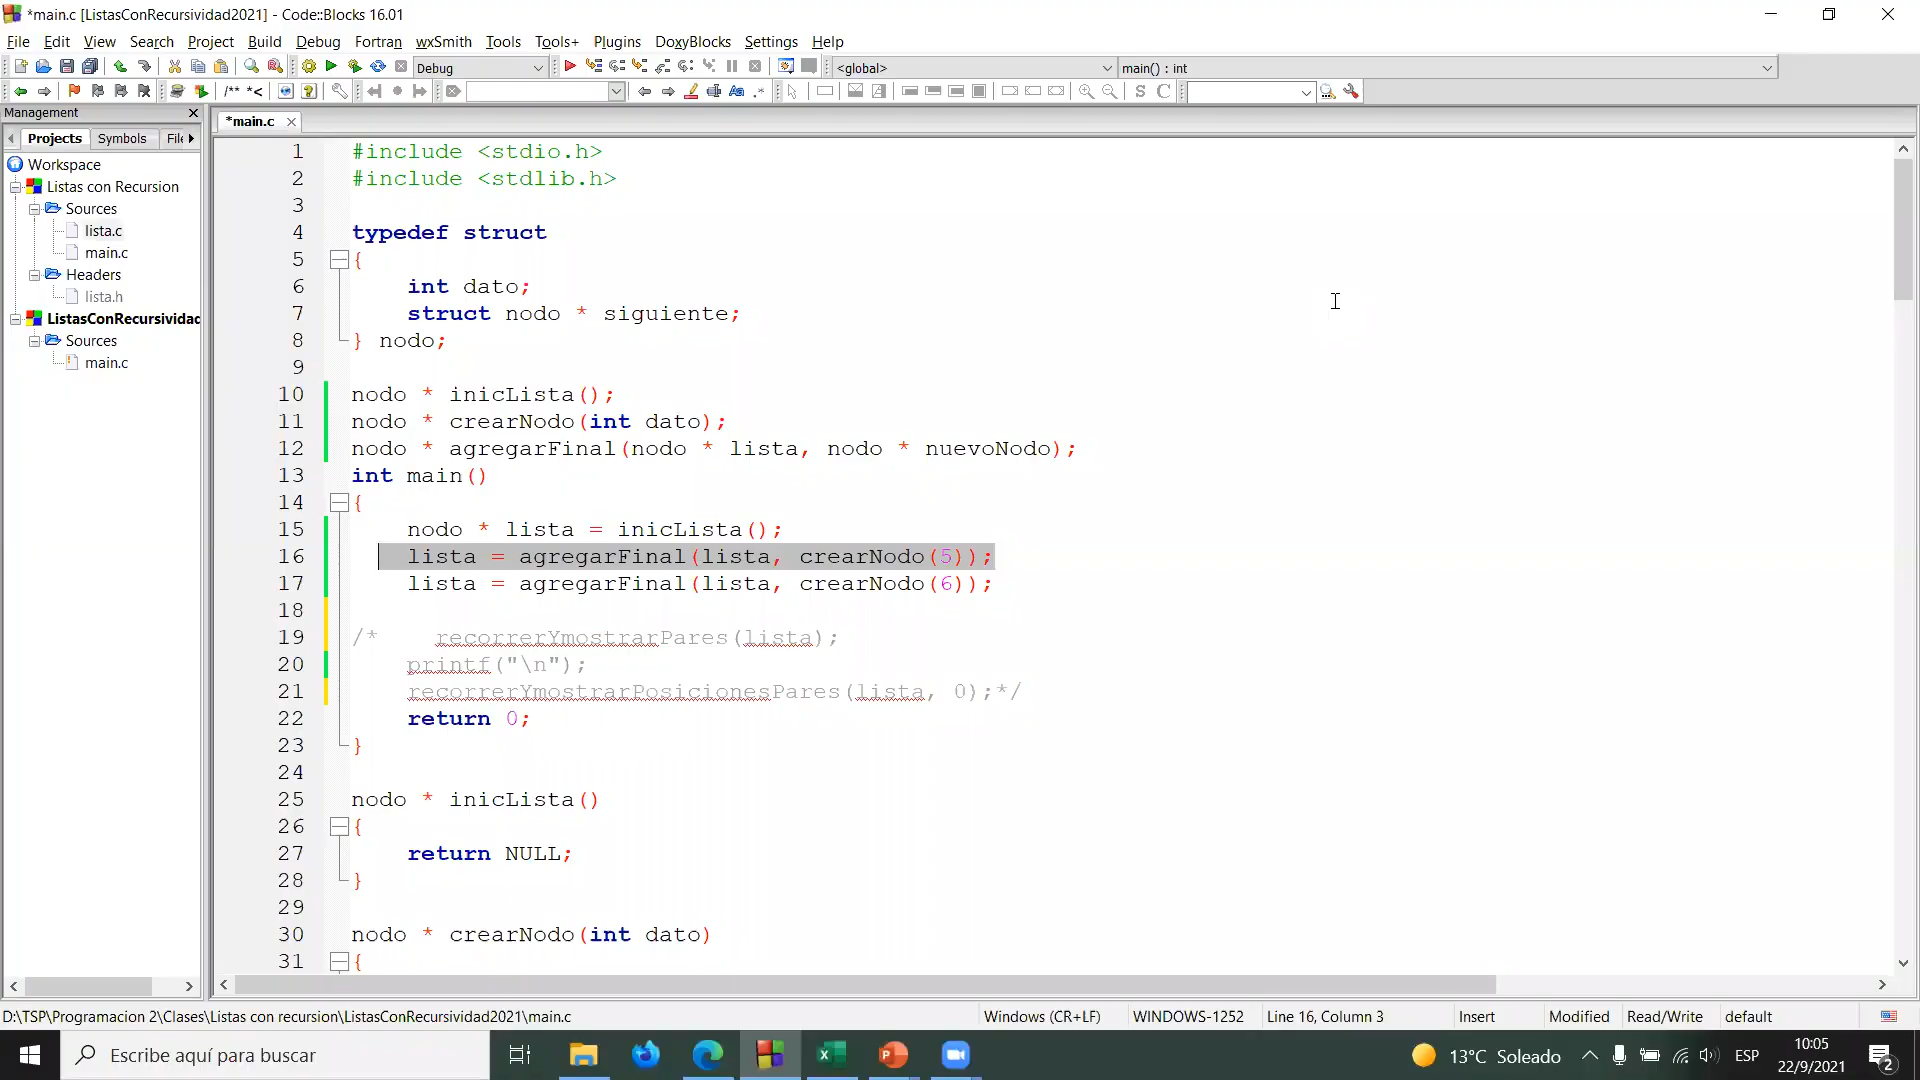 *main.c [ListasConRecursividad2021] - Code::Blocks 16.01
File Edit View Search Project Build Debug Fortran wxSmith Tools Tools+ Plugins DoxyBlocks Settings Help
Debug <global> main() : int
/** *<
S C
Management
*main.c
Projects Symbols File
Workspace
Listas con Recursion
Sources
lista.c
main.c
Headers
lista.h
ListasConRecursividad
Sources
main.c
1 #include <stdio.h>
2 #include <stdlib.h>
3
4 typedef struct
5 {
6 int dato;
7 struct nodo * siguiente;
8 } nodo;
9
10 nodo * inicLista();
11 nodo * crearNodo(int dato);
12 nodo * agregarFinal(nodo * lista, nodo * nuevoNodo);
13 int main()
14 {
15 nodo * lista = inicLista();
16 lista = agregarFinal(lista, crearNodo(5));
17 lista = agregarFinal(lista, crearNodo(6));
18
19 /* recorrerYmostrarPares(lista);
20 printf("\n");
21 recorrerYmostrarPosicionesPares(lista, 0);*/
22 return 0;
23 }
24
25 nodo * inicLista()
26 {
27 return NULL;
28 }
29
30 nodo * crearNodo(int dato)
31 {
D:\TSP\Programacion 2\Clases\Listas con recursion\ListasConRecursividad2021\main.c Windows (CR+LF) WINDOWS-1252 Line 16, Column 3 Insert Modified Read/Write default
Escribe aquí para buscar
13°C Soleado
ESP
10:05
22/9/2021
2